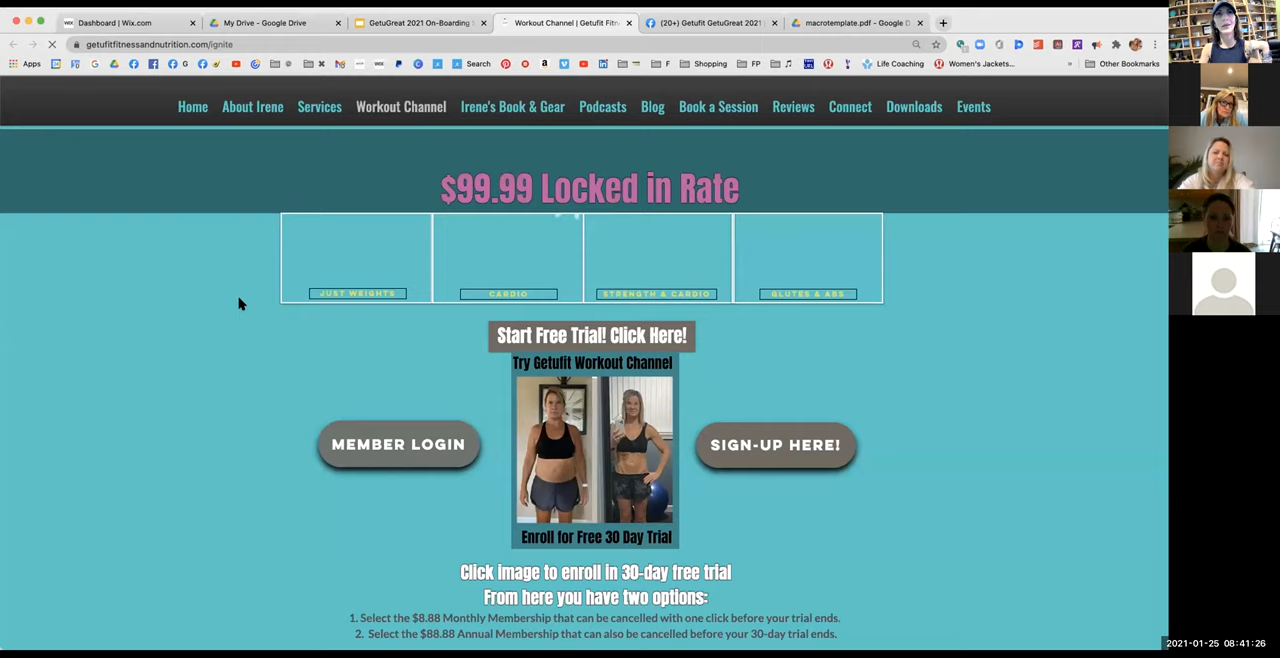 Dashboard | Wix.com
My Drive - Google Drive
GetuGreat 2021 On-Boarding S
Workout Channel | Getufit Fitn
(20+) Getufit GetuGreat 2021
macrotemplate.pdf - Google D
getufitfitnessandnutrition.com/ignite
Apps
G
Search
F
Shopping
FP
Life Coaching
Women's Jackets...
Other Bookmarks
Home About Irene Services Workout Channel Irene's Book & Gear Podcasts Blog Book a Session Reviews Connect Downloads Events
$99.99 Locked in Rate
JUST WEIGHTS CARDIO STRENGTH & CARDIO GLUTES & ABS
Start Free Trial! Click Here!
Try Getufit Workout Channel
MEMBER LOGIN
SIGN-UP HERE!
Enroll for Free 30 Day Trial
Click image to enroll in 30-day free trial
From here you have two options:
1. Select the $8.88 Monthly Membership that can be cancelled with one click before your trial ends.
2. Select the $88.88 Annual Membership that can also be cancelled before your 30-day trial ends.
2021-01-25 08:41:26